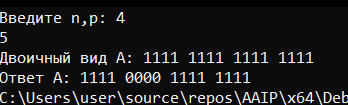 Введите n,p: 4
5
Двоичный вид А: 1111 1111 1111 1111
Ответ А: 1111 0000 1111 1111
C:\Users\user\source\repos\AAIP\x64\Deb